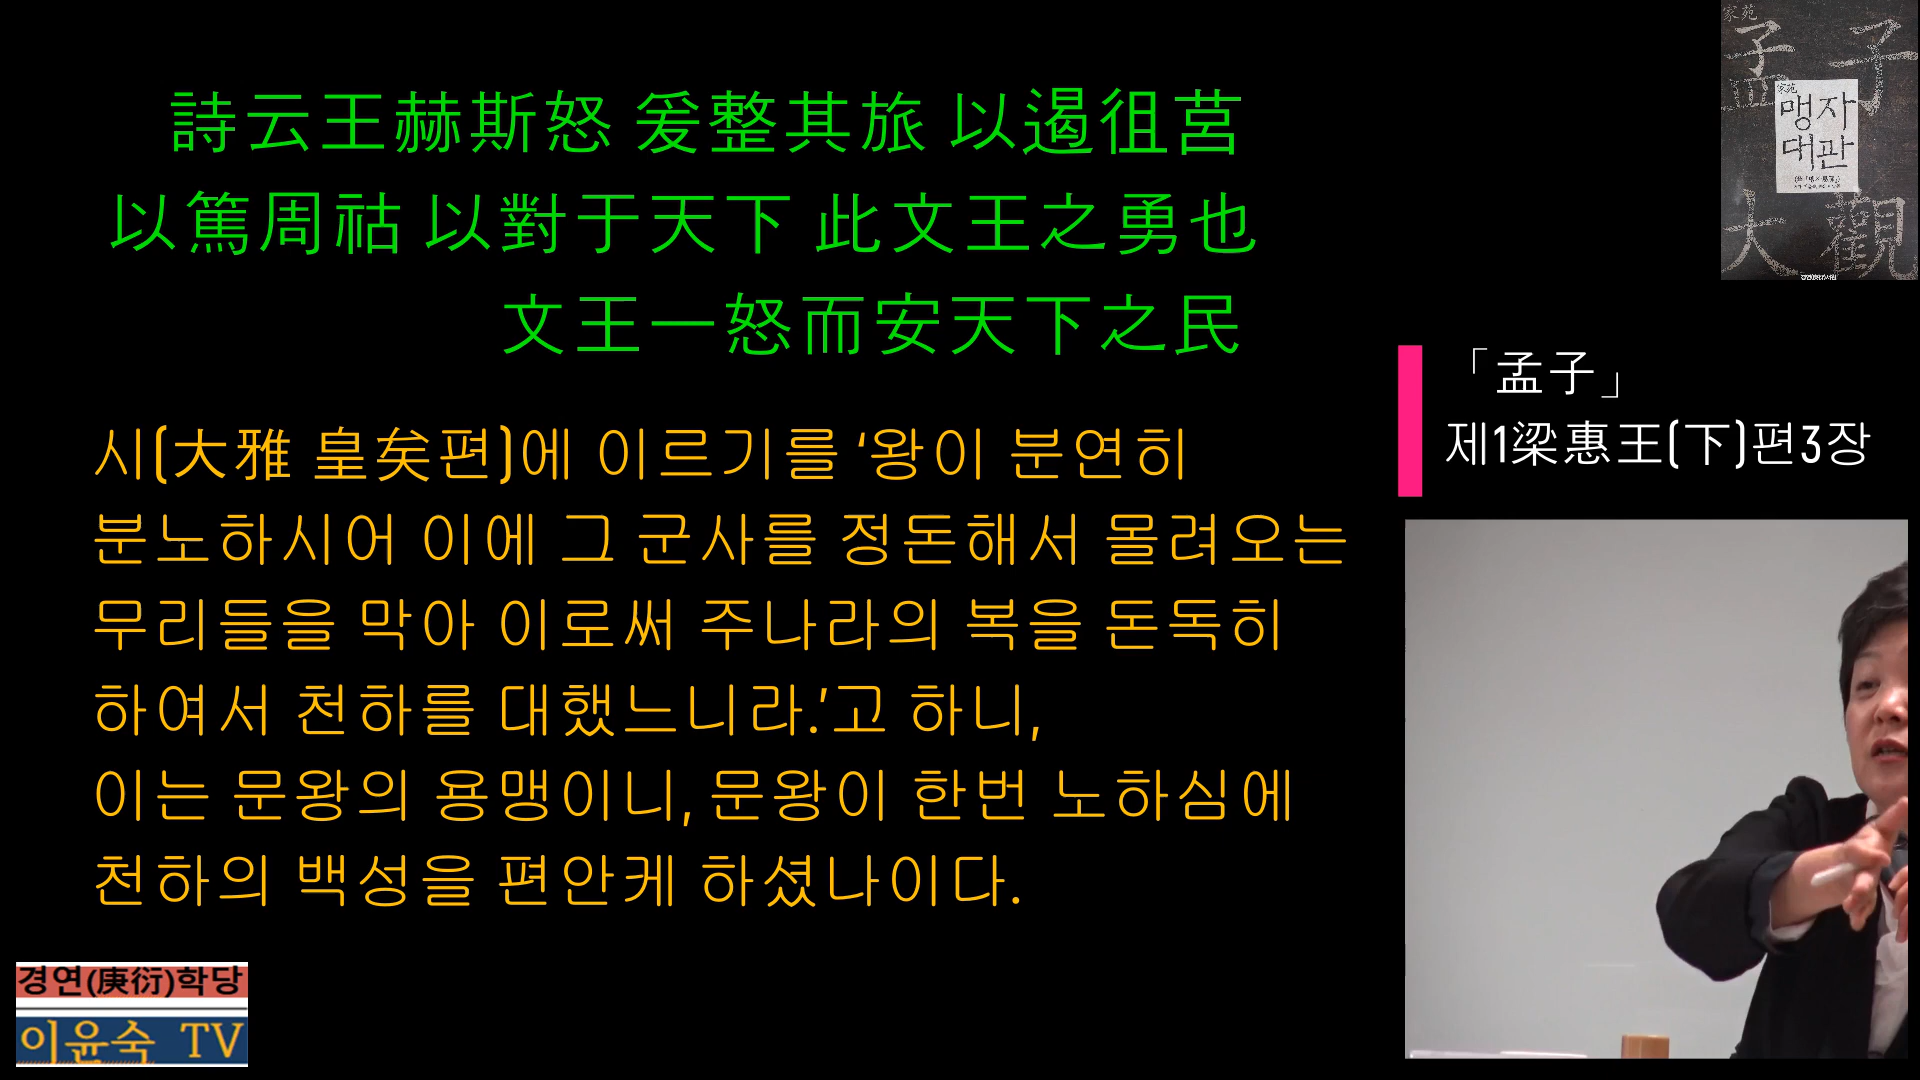 詩云王赫斯怒 爰整其旅 以遏徂莒
以篤周祜 以對于天下 此文王之勇也
文王一怒而安天下之民
시(大雅 皇矣편)에 이르기를 ‘왕이 분연히
분노하시어 이에 그 군사를 정돈해서 몰려오는
무리들을 막아 이로써 주나라의 복을 돈독히
하여서 천하를 대했느니라.’고 하니,
이는 문왕의 용맹이니, 문왕이 한번 노하심에
천하의 백성을 편안케 하셨나이다.
家苑
孟子
家苑
맹자
대관
大觀
「孟子」
제1梁惠王(下)편3장
경연(庚衍)학당
이윤숙 TV